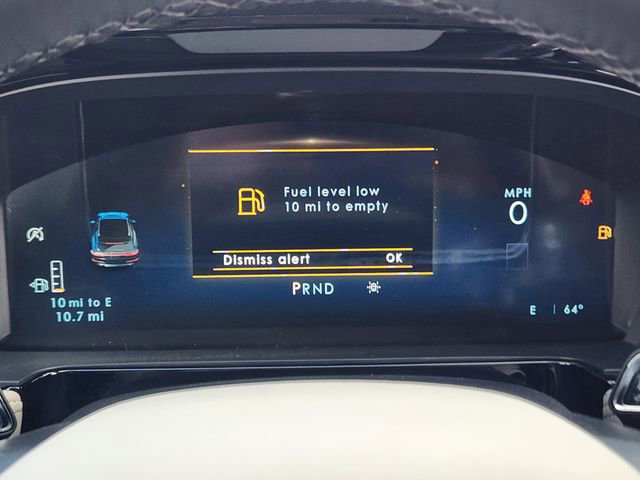 Fuel level low
10 mi to empty
Dismiss alert OK
PRND
MPH
0
10 mi to E
10.7 mi
E 64°